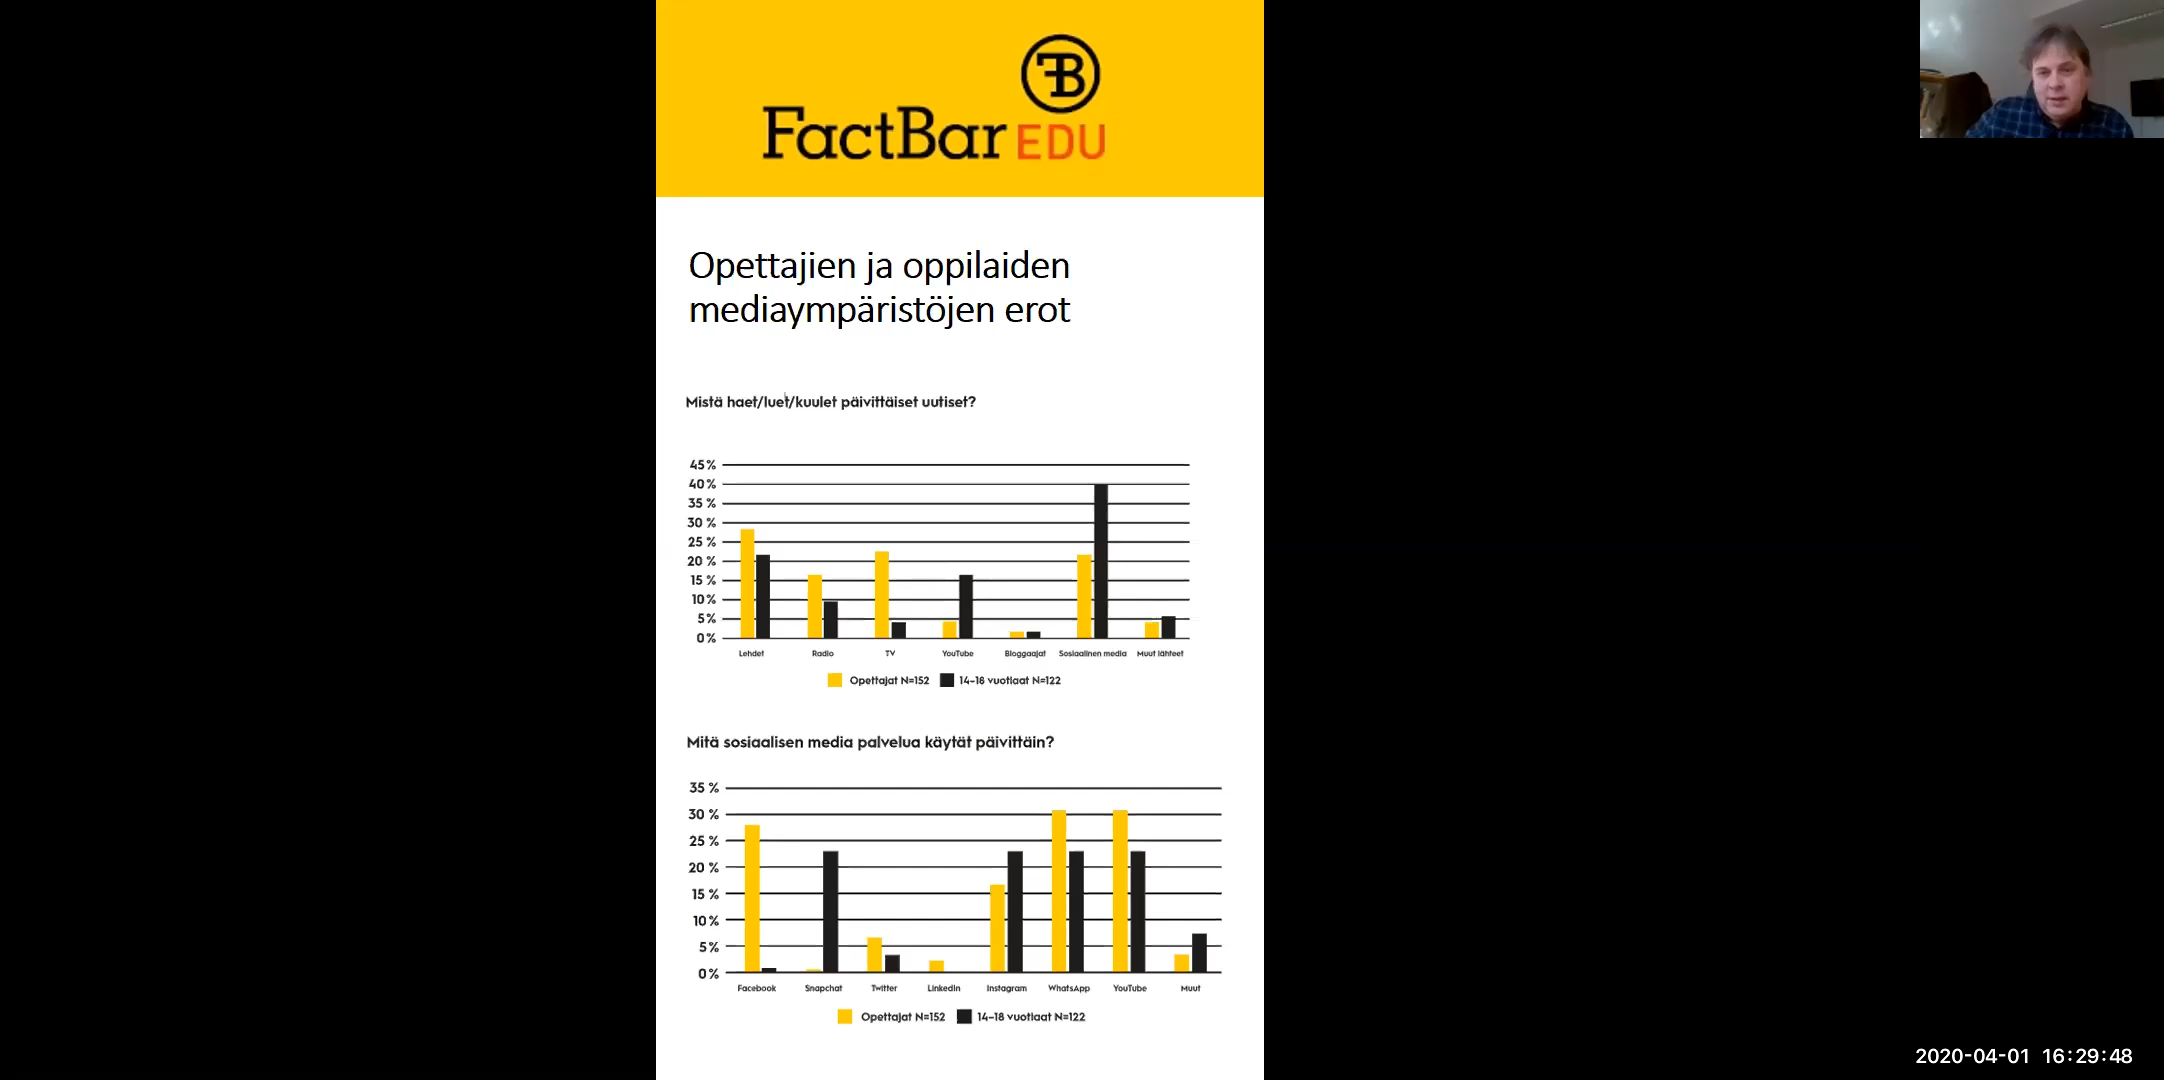 FB
FactBar EDU
Opettajien ja oppilaiden
mediaympäristöjen erot
Mistä haet/luet/kuulet päivittäiset uutiset?
45%
40%
35 %
30 %
25 %
20 %
15 %
10%
5%
0%
Lehdet Radio TV YouTube Bloggaajat Sosiaalinen media Muut lähteet
Opettajat N=152 14–18 vuotiaat N=122
Mitä sosiaalisen media palvelua käytät päivittäin?
35 %
30 %
25 %
20 %
15 %
10%
5%
0%
Facebook Snapchat Twitter LinkedIn Instagram WhatsApp YouTube Muut
Opettajat N=152 14–18 vuotiaat N=122
2020-04-01 16:29:48